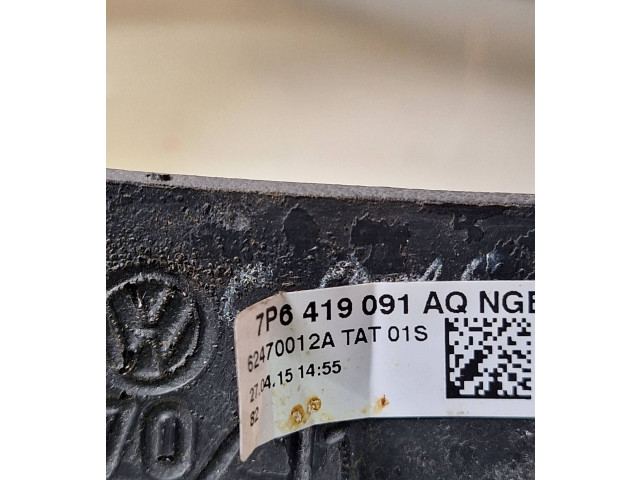 7P6 419 091 AQ NGE
62470012A TAT 01S
27.04.15 14:55
82